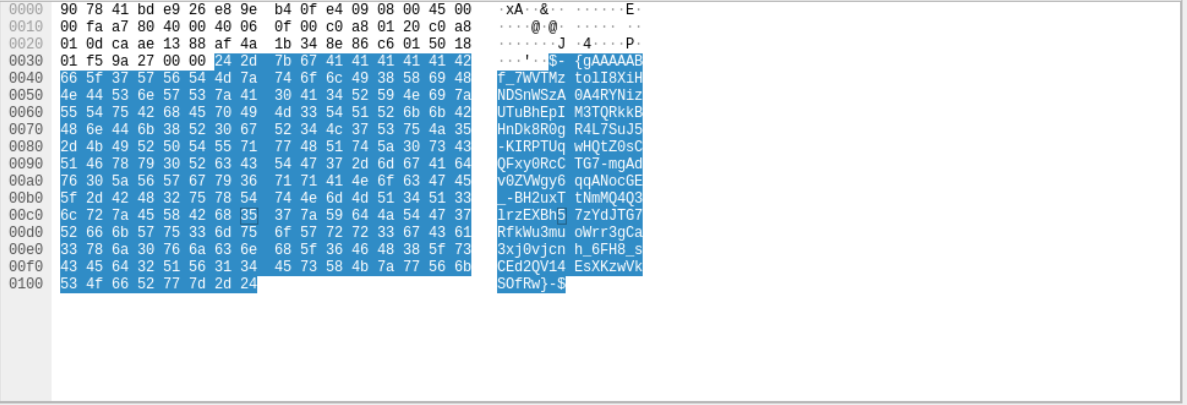 0000 90 78 41 bd e9 26 e8 9e b4 0f e4 09 08 00 45 00 ·xA··&·· ······E·
0010 00 fa a7 80 40 00 40 06 0f 00 c0 a8 01 20 c0 a8 ····@·@· ····· ··
0020 01 0d ca ae 13 88 af 4a 1b 34 8e 86 c6 01 50 18 ·······J ·4····P·
0030 01 f5 9a 27 00 00 24 2d 7b 67 41 41 41 41 41 42 ···'··$- {gAAAAAB
0040 66 5f 37 57 56 54 4d 7a 74 6f 6c 49 38 58 69 48 f_7WVTMz tolI8XiH
0050 4e 44 53 6e 57 53 7a 41 30 41 34 52 59 4e 69 7a NDSnWSzA 0A4RYNiz
0060 55 54 75 42 68 45 70 49 4d 33 54 51 52 6b 6b 42 UTuBhEpI M3TQRkkB
0070 48 6e 44 6b 38 52 30 67 52 34 4c 37 53 75 4a 35 HnDk8R0g R4L7SuJ5
0080 2d 4b 49 52 50 54 55 71 77 48 51 74 5a 30 73 43 -KIRPTUq wHQtZ0sC
0090 51 46 78 79 30 52 63 43 54 47 37 2d 6d 67 41 64 QFxy0RcC TG7-mgAd
00a0 76 30 5a 56 57 67 79 36 71 71 41 4e 6f 63 47 45 v0ZVWgy6 qqANocGE
00b0 5f 2d 42 48 32 75 78 54 74 4e 6d 4d 51 34 51 33 _-BH2uxT tNmMQ4Q3
00c0 6c 72 7a 45 58 42 68 35 37 7a 59 64 4a 54 47 37 lrzEXBh5 7zYdJTG7
00d0 52 66 6b 57 75 33 6d 75 6f 57 72 72 33 67 43 61 RfkWu3mu oWrr3gCa
00e0 33 78 6a 30 76 6a 63 6e 68 5f 36 46 48 38 5f 73 3xj0vjcn h_6FH8_s
00f0 43 45 64 32 51 56 31 34 45 73 58 4b 7a 77 56 6b CEd2QV14 EsXKzwVk
0100 53 4f 66 52 77 7d 2d 24 SOfRw}-$